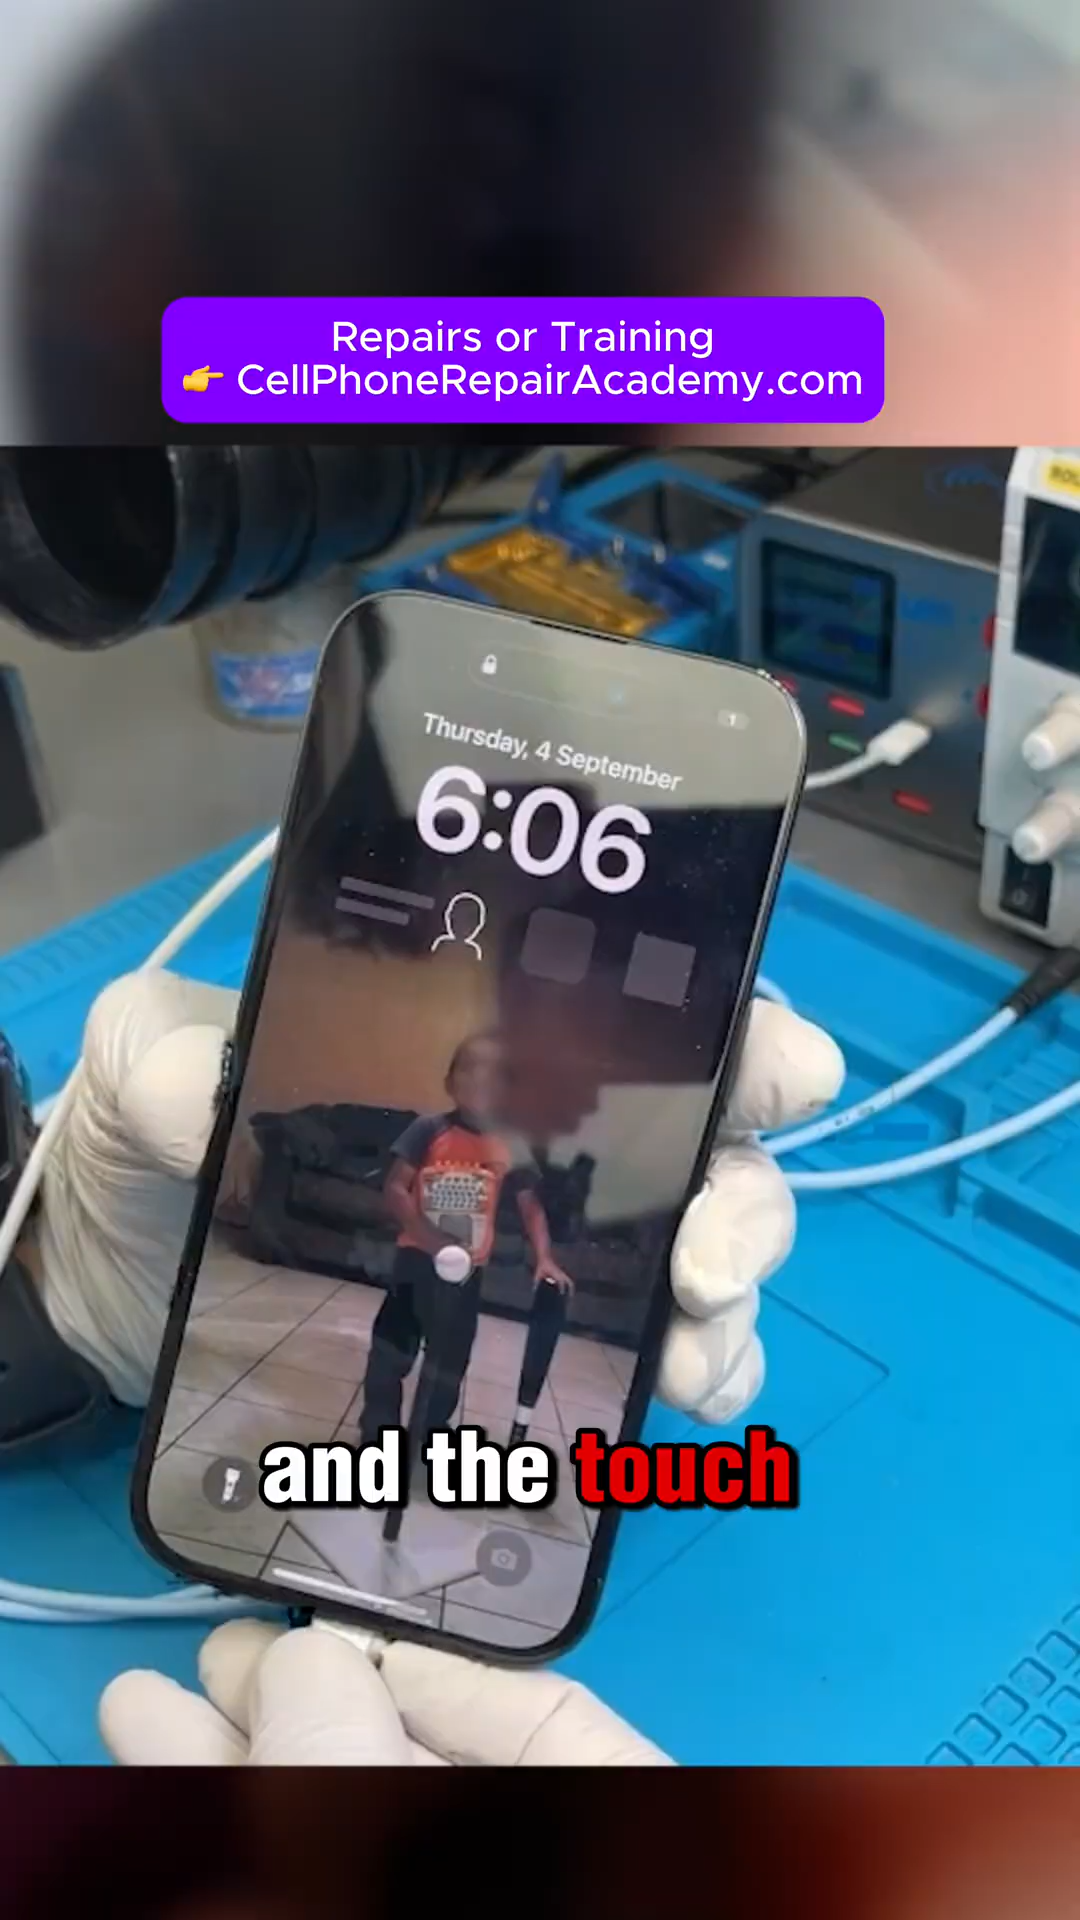 Repairs or Training
👉 CellPhoneRepairAcademy.com
Thursday, 4 September
6:06
and the touch